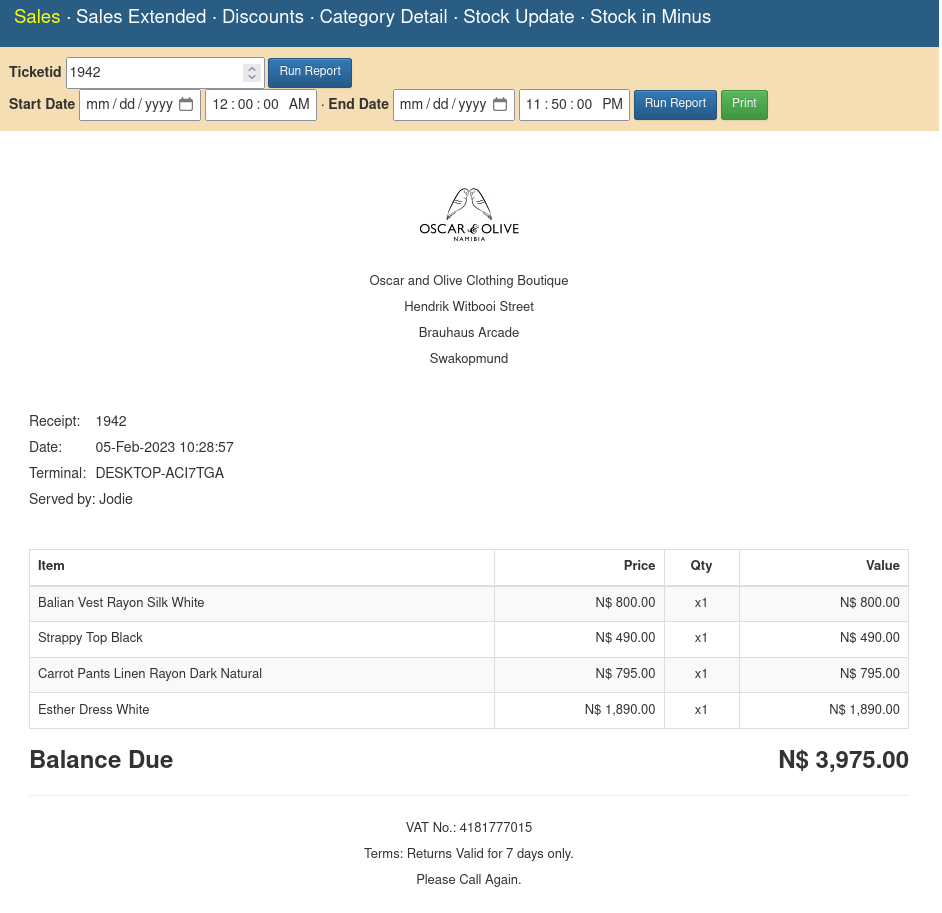 Sales · Sales Extended · Discounts · Category Detail · Stock Update · Stock in Minus
Ticketid 1942 Run Report
Start Date mm/dd/yyyy 12:00:00 AM · End Date mm/dd/yyyy 11:50:00 PM Run Report Print
OSCAR & OLIVE
NAMIBIA
Oscar and Olive Clothing Boutique
Hendrik Witbooi Street
Brauhaus Arcade
Swakopmund
Receipt: 1942
Date: 05-Feb-2023 10:28:57
Terminal: DESKTOP-ACI7TGA
Served by: Jodie
Item Price Qty Value
Balian Vest Rayon Silk White N$ 800.00 x1 N$ 800.00
Strappy Top Black N$ 490.00 x1 N$ 490.00
Carrot Pants Linen Rayon Dark Natural N$ 795.00 x1 N$ 795.00
Esther Dress White N$ 1,890.00 x1 N$ 1,890.00
Balance Due N$ 3,975.00
VAT No.: 4181777015
Terms: Returns Valid for 7 days only.
Please Call Again.